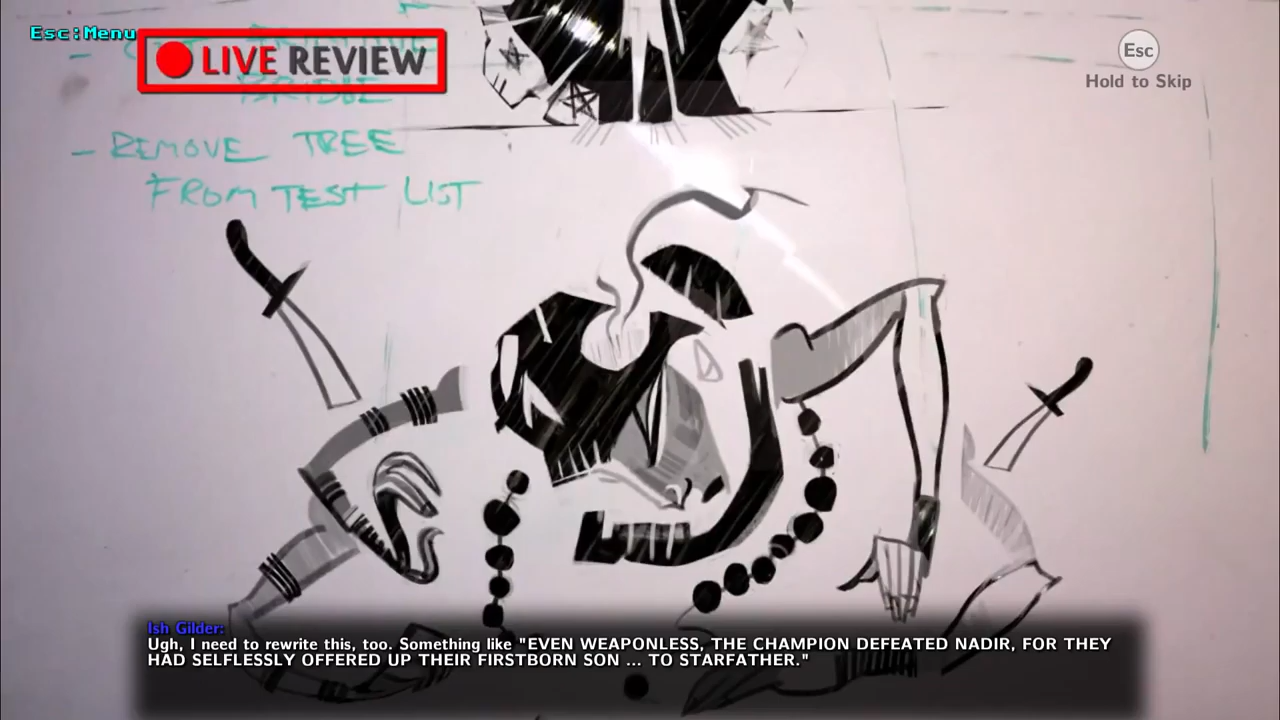 Esc:Menu
LIVE REVIEW
Esc
Hold to Skip
BRIDGE
- REMOVE TREE
FROM TEST LIST
Ish Gilder:
Ugh, I need to rewrite this, too. Something like "EVEN WEAPONLESS, THE CHAMPION DEFEATED NADIR, FOR THEY
HAD SELFLESSLY OFFERED UP THEIR FIRSTBORN SON ... TO STARFATHER."